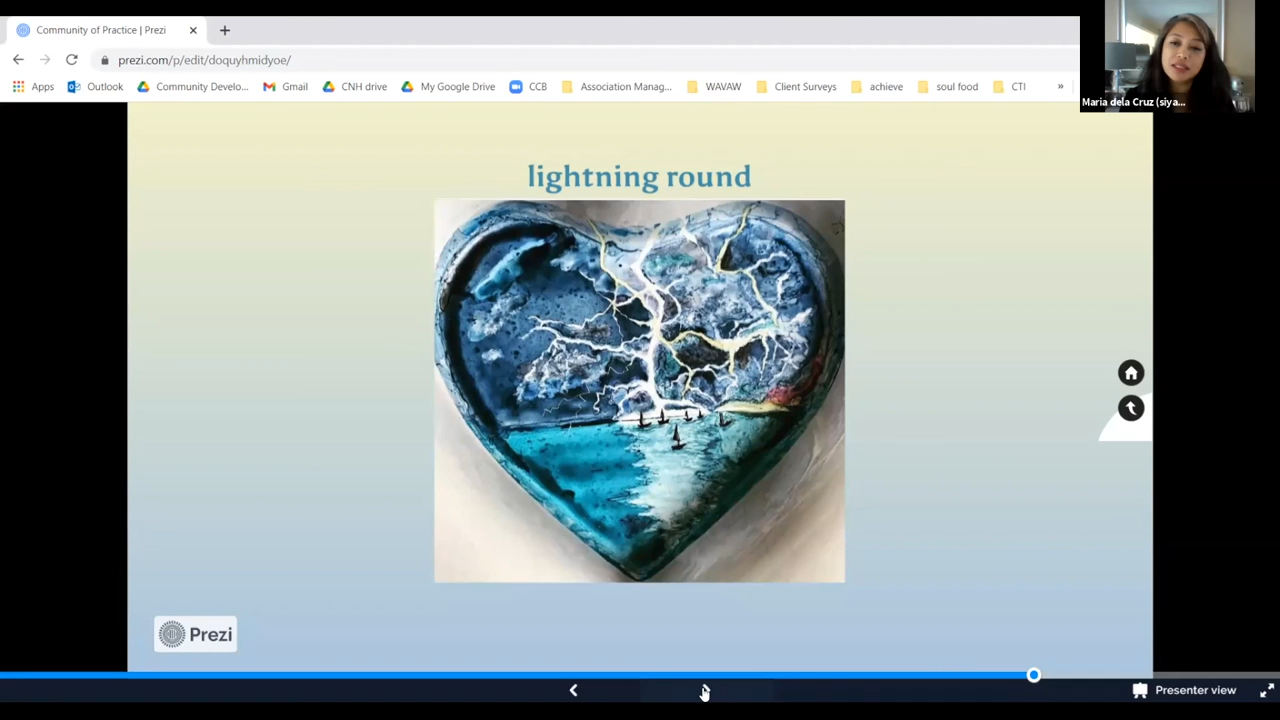 Community of Practice | Prezi
prezi.com/p/edit/doquyhmidyoe/
Apps Outlook Community Develo... Gmail CNH drive My Google Drive CCB Association Manag... WAVAW Client Surveys achieve soul food CTI »
Maria dela Cruz (siya...
lightning round
Prezi
Presenter view